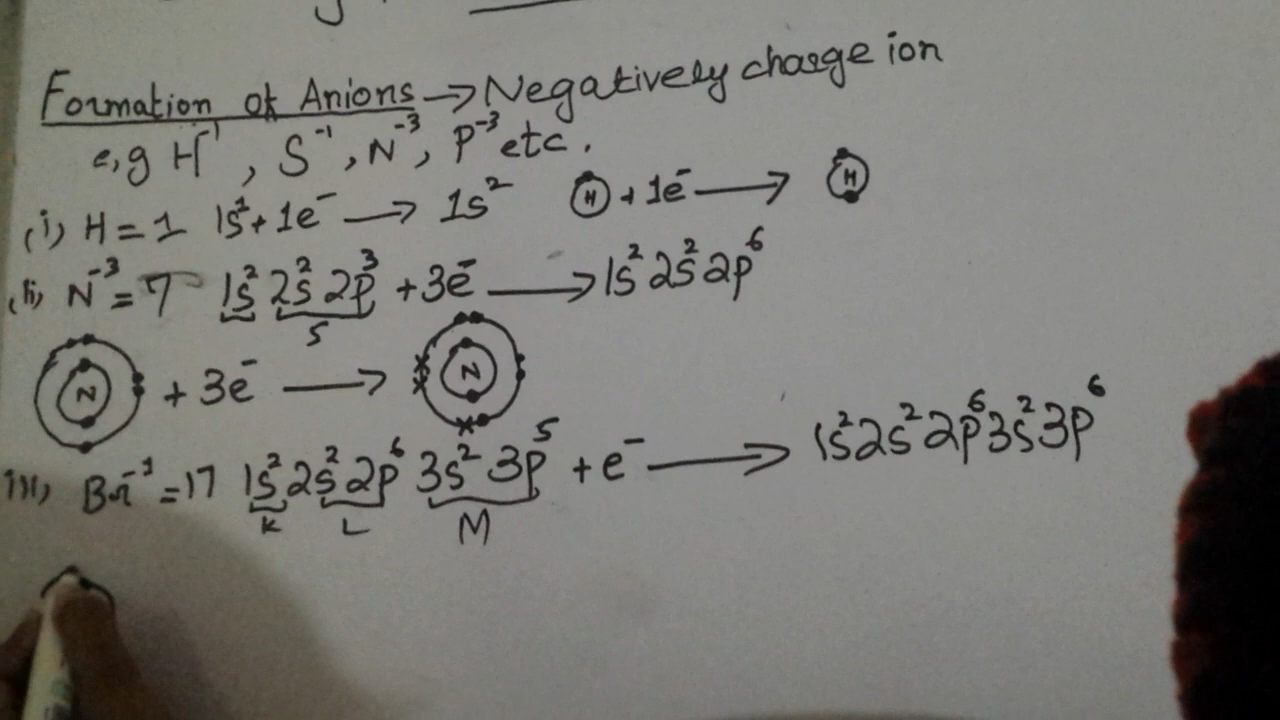 Formation of Anions → Negatively charge ion
e,g H⁻¹, S⁻¹, N⁻³, P⁻³ etc.
(i) H = 1 1s¹ + 1e⁻ → 1s² H + 1e⁻ → H
(ii) N⁻³ = 7 1s² 2s² 2p³ + 3e⁻ → 1s² 2s² 2p⁶
5
N + 3e⁻ → N
iii) Br⁻¹ = 17 1s² 2s² 2p⁶ 3s² 3p⁵ + e⁻ → 1s² 2s² 2p⁶ 3s² 3p⁶
K L M